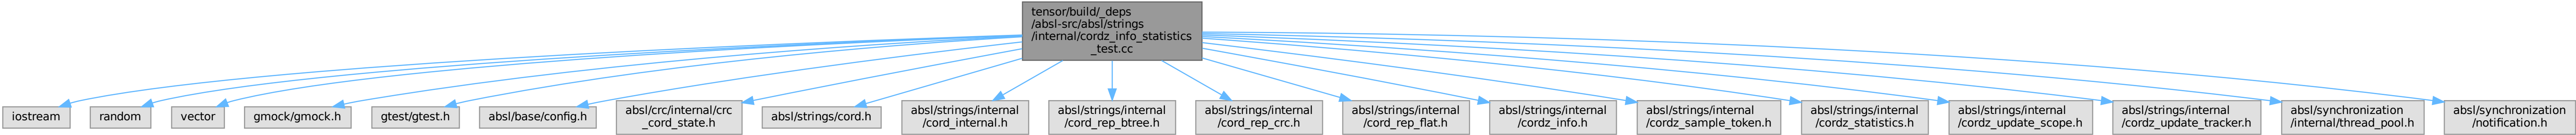 tensor/build/_deps
/absl-src/absl/strings
/internal/cordz_info_statistics
_test.cc
iostream
random
vector
gmock/gmock.h
gtest/gtest.h
absl/base/config.h
absl/crc/internal/crc
_cord_state.h
absl/strings/cord.h
absl/strings/internal
/cord_internal.h
absl/strings/internal
/cord_rep_btree.h
absl/strings/internal
/cord_rep_crc.h
absl/strings/internal
/cord_rep_flat.h
absl/strings/internal
/cordz_info.h
absl/strings/internal
/cordz_sample_token.h
absl/strings/internal
/cordz_statistics.h
absl/strings/internal
/cordz_update_scope.h
absl/strings/internal
/cordz_update_tracker.h
absl/synchronization
/internal/thread_pool.h
absl/synchronization
/notification.h